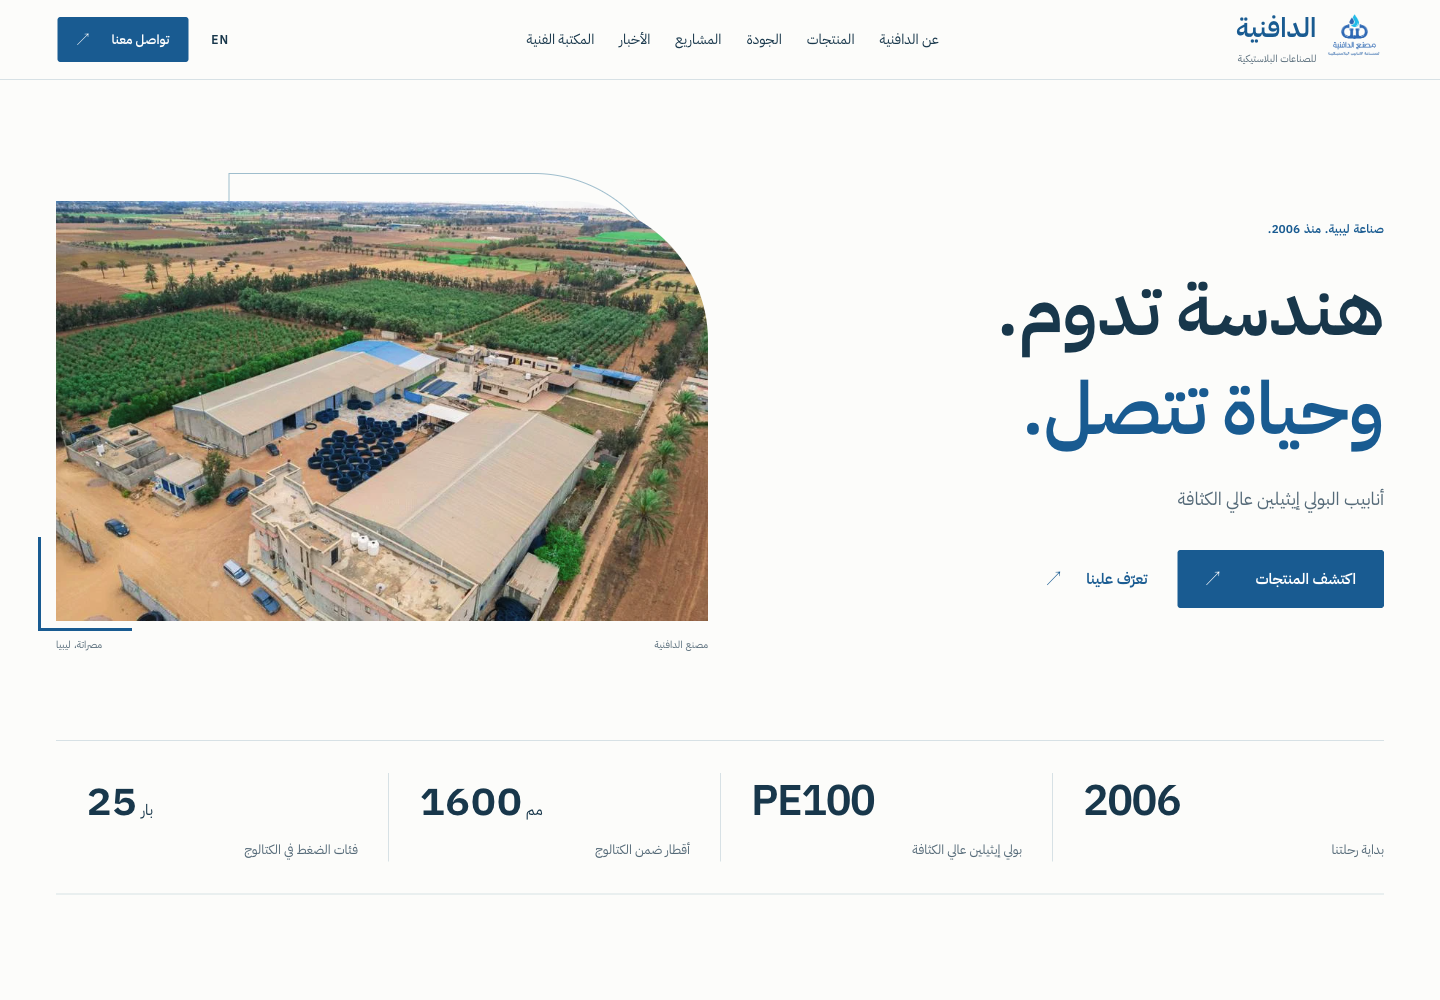 مصنع الدافنية
الدافنية
للصناعات البلاستيكية
عن الدافنية
المنتجات
الجودة
المشاريع
الأخبار
المكتبة الفنية
EN
تواصل معنا
صناعة ليبية. منذ 2006.
هندسة تدوم.
وحياة تتصل.
أنابيب البولي إيثيلين عالي الكثافة
اكتشف المنتجات
تعرّف علينا
مصنع الدافنية
مصراتة، ليبيا
2006
بداية رحلتنا
PE100
بولي إيثيلين عالي الكثافة
1600 مم
أقطار ضمن الكتالوج
25 بار
فئات الضغط في الكتالوج